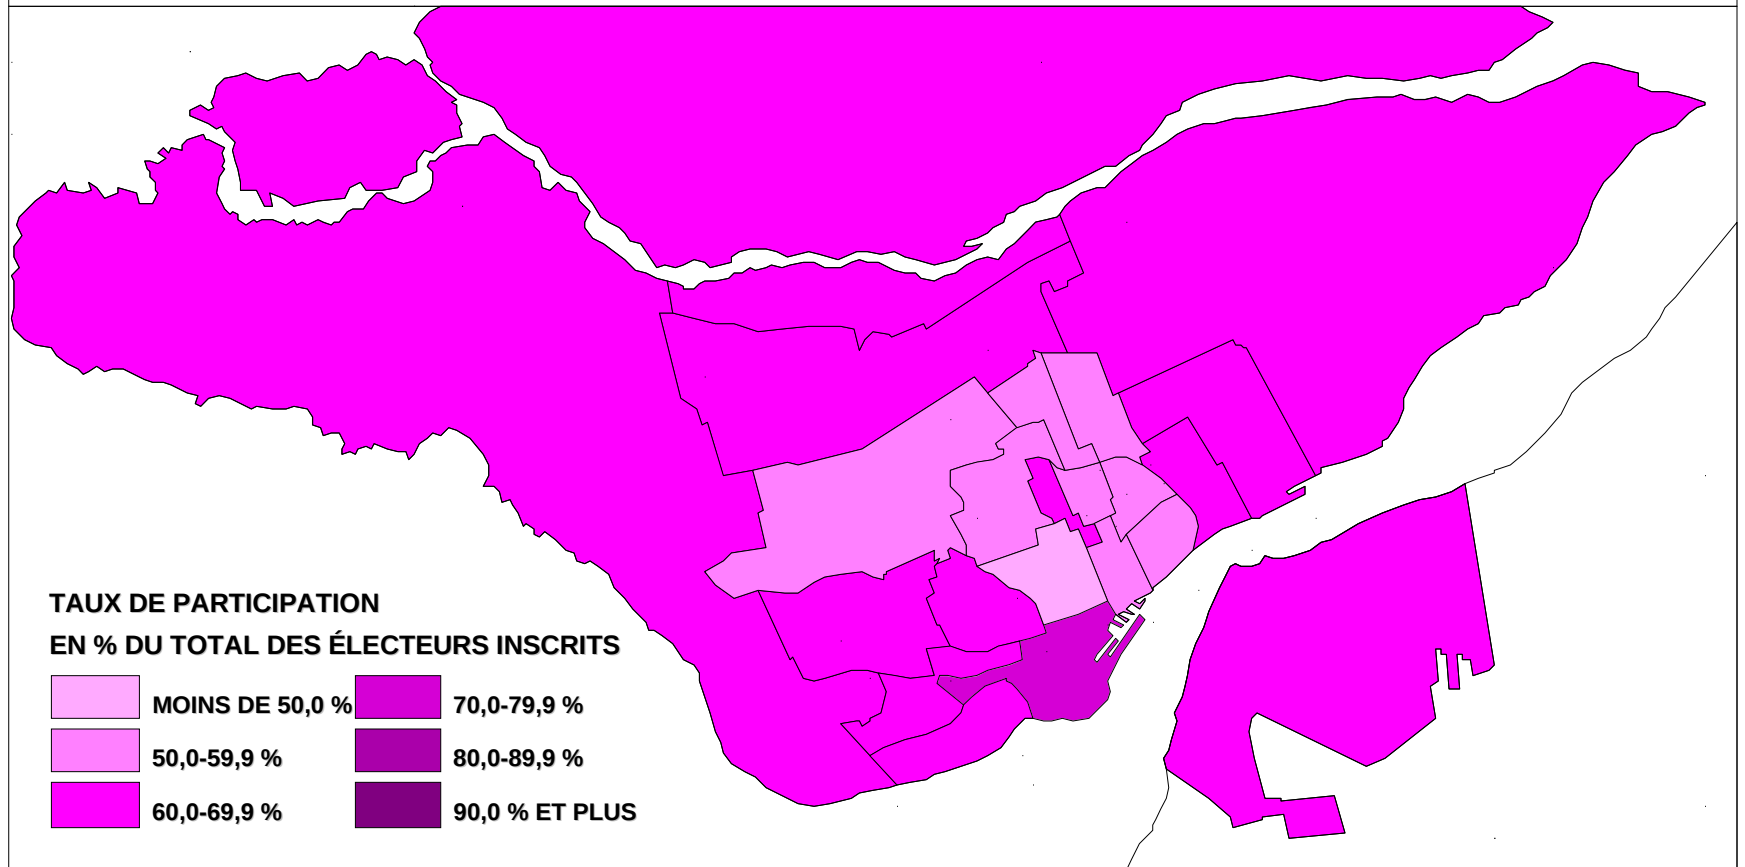 TAUX DE PARTICIPATION
EN % DU TOTAL DES ÉLECTEURS INSCRITS
MOINS DE 50,0 %
50,0-59,9 %
60,0-69,9 %
70,0-79,9 %
80,0-89,9 %
90,0 % ET PLUS